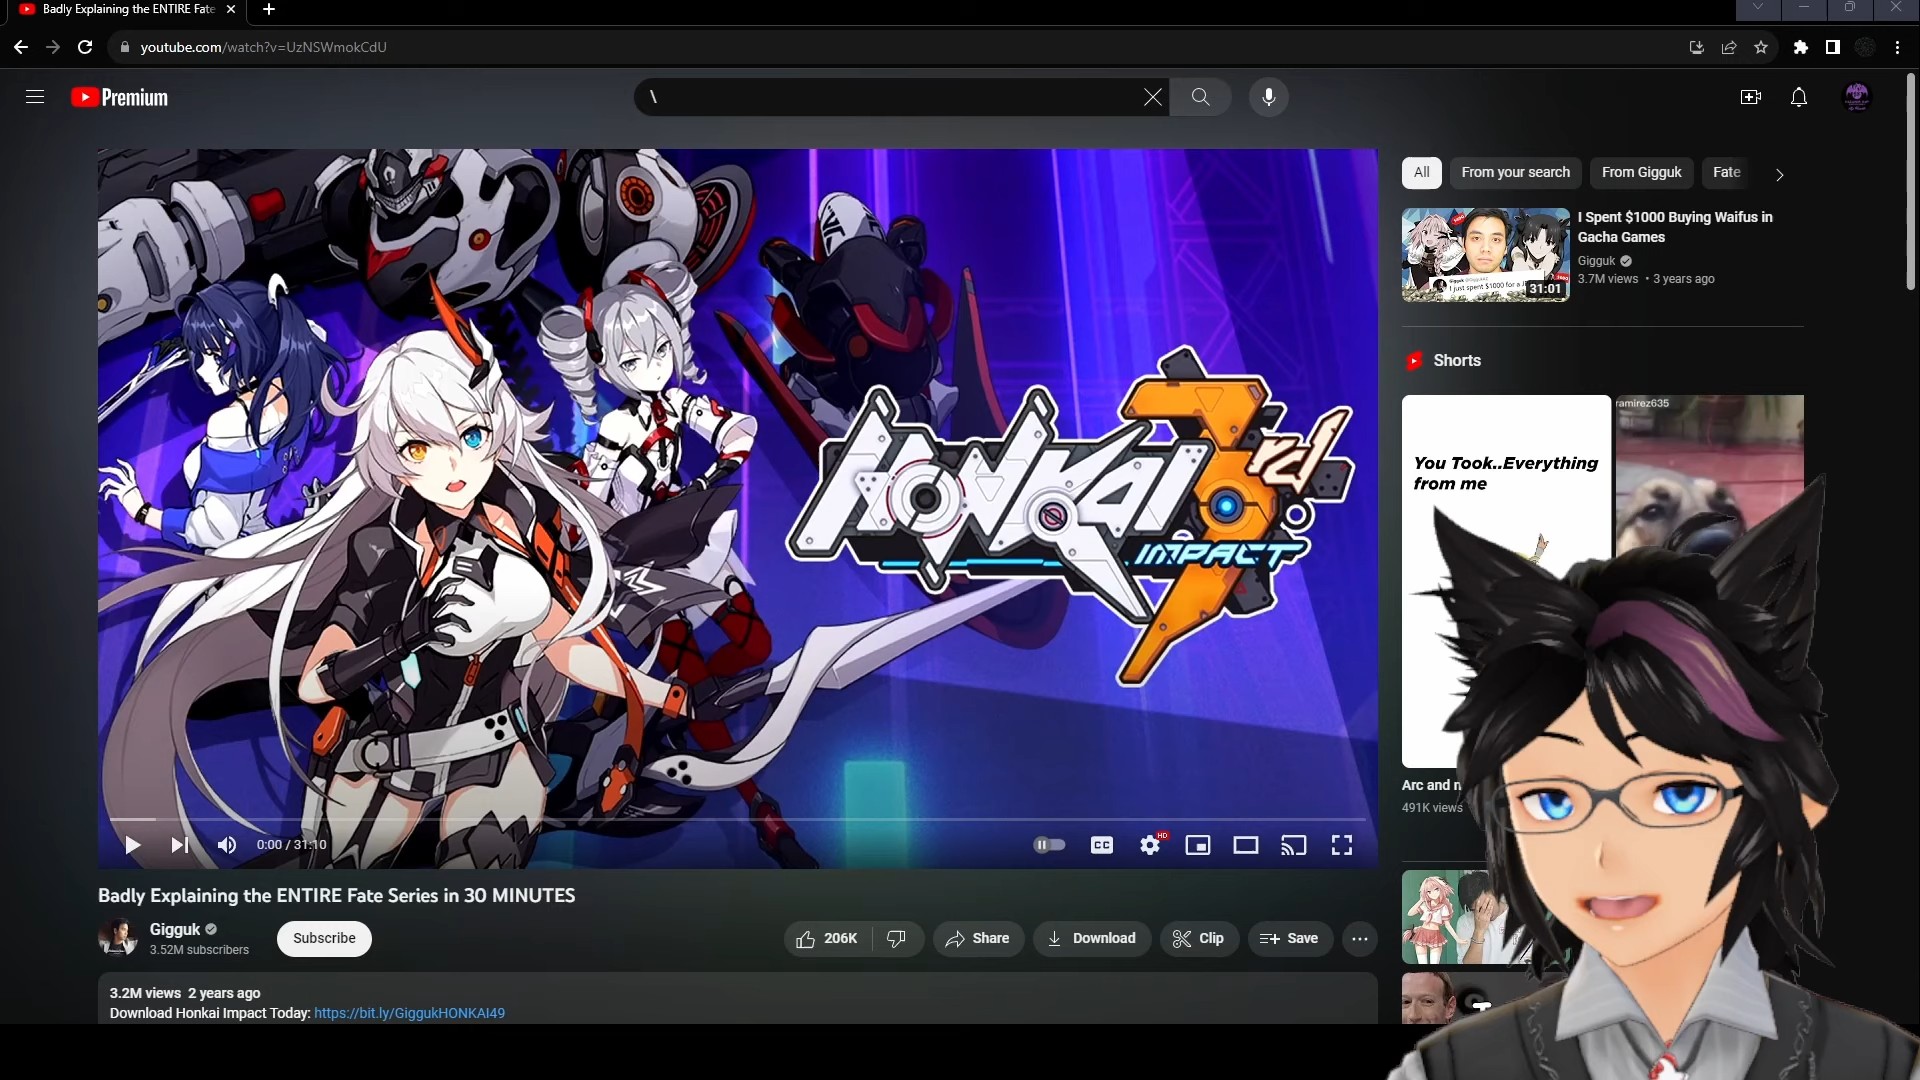 Badly Explaining the ENTIRE Fate
youtube.com/watch?v=UzNSWmokCdU
Premium
\
All
From your search
From Gigguk
Fate
HONKAI 3rd
IMPACT
I Spent $1000 Buying Waifus in
Gacha Games
Gigguk
3.7M views • 3 years ago
31:01
Shorts
You Took..Everything
from me
ramirez635
Arc and
491K views
0:00 / 31:10
CC
HD
Badly Explaining the ENTIRE Fate Series in 30 MINUTES
Gigguk
3.52M subscribers
Subscribe
206K
Share
Download
Clip
Save
3.2M views 2 years ago
Download Honkai Impact Today: https://bit.ly/GiggukHONKAI49